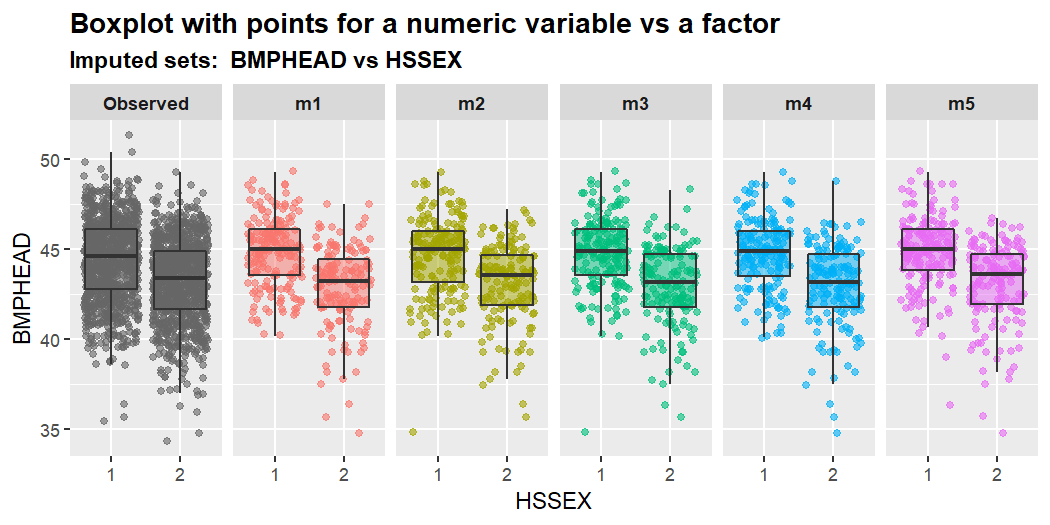 Boxplot with points for a numeric variable vs a factor
Imputed sets:  BMPHEAD vs HSSEX
Observed m1 m2 m3 m4 m5
BMPHEAD
50
45
40
35
1 2 1 2 1 2 1 2 1 2 1 2
HSSEX